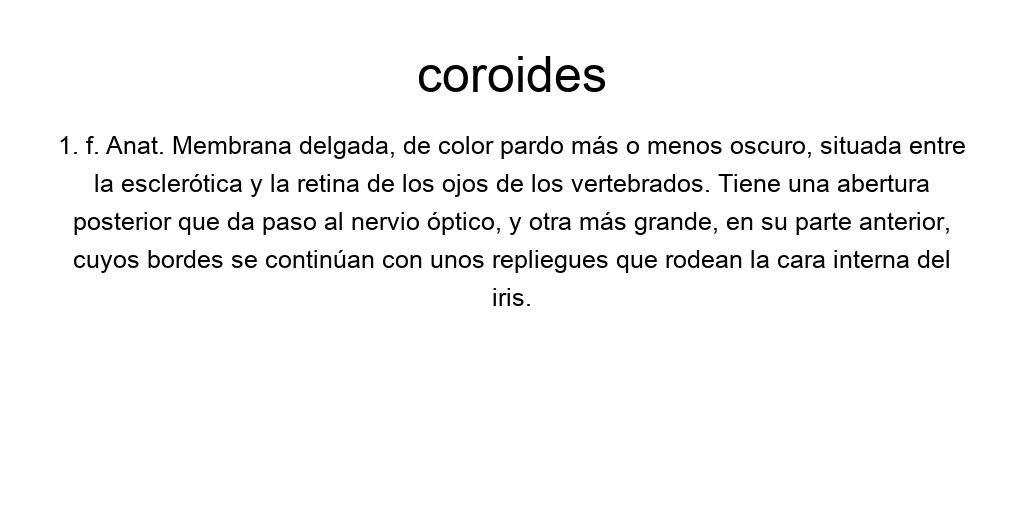 coroides
1. f. Anat. Membrana delgada, de color pardo más o menos oscuro, situada entre
la esclerótica y la retina de los ojos de los vertebrados. Tiene una abertura
posterior que da paso al nervio óptico, y otra más grande, en su parte anterior,
cuyos bordes se continúan con unos repliegues que rodean la cara interna del
iris.